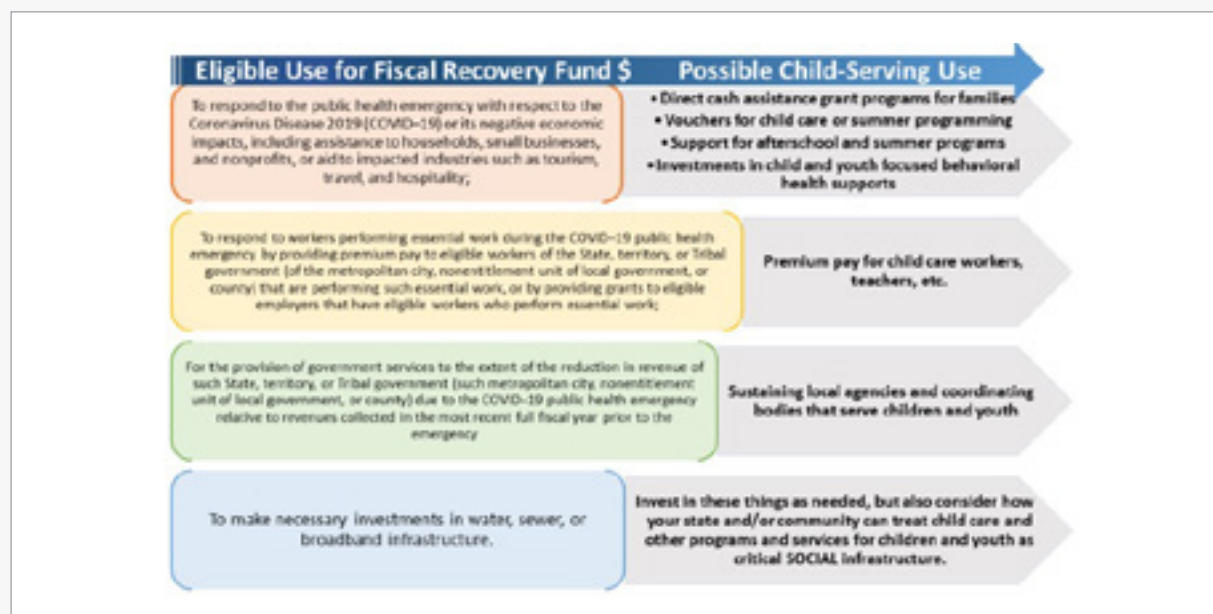 Eligible Use for Fiscal Recovery Fund $
Possible Child-Serving Use
To respond to the public health emergency with respect to the
Coronavirus Disease 2019 (COVID–19) or its negative economic
impacts, including assistance to households, small businesses,
and nonprofits, or aid to impacted industries such as tourism,
travel, and hospitality;
• Direct cash assistance grant programs for families
• Vouchers for child care or summer programming
• Support for afterschool and summer programs
• Investments in child and youth focused behavioral
health supports
To respond to workers performing essential work during the COVID–19 public health
emergency by providing premium pay to eligible workers of the State, territory, or Tribal
government (of the metropolitan city, nonentitlement unit of local government, or
county) that are performing such essential work, or by providing grants to eligible
employers that have eligible workers who perform essential work;
Premium pay for child care workers,
teachers, etc.
For the provision of government services to the extent of the reduction in revenue of
such State, territory, or Tribal government (such metropolitan city, nonentitlement
unit of local government, or county) due to the COVID–19 public health emergency
relative to revenues collected in the most recent full fiscal year prior to the
emergency
Sustaining local agencies and coordinating
bodies that serve children and youth
To make necessary investments in water, sewer, or
broadband infrastructure.
Invest in these things as needed, but also consider how
your state and/or community can treat child care and
other programs and services for children and youth as
critical SOCIAL infrastructure.